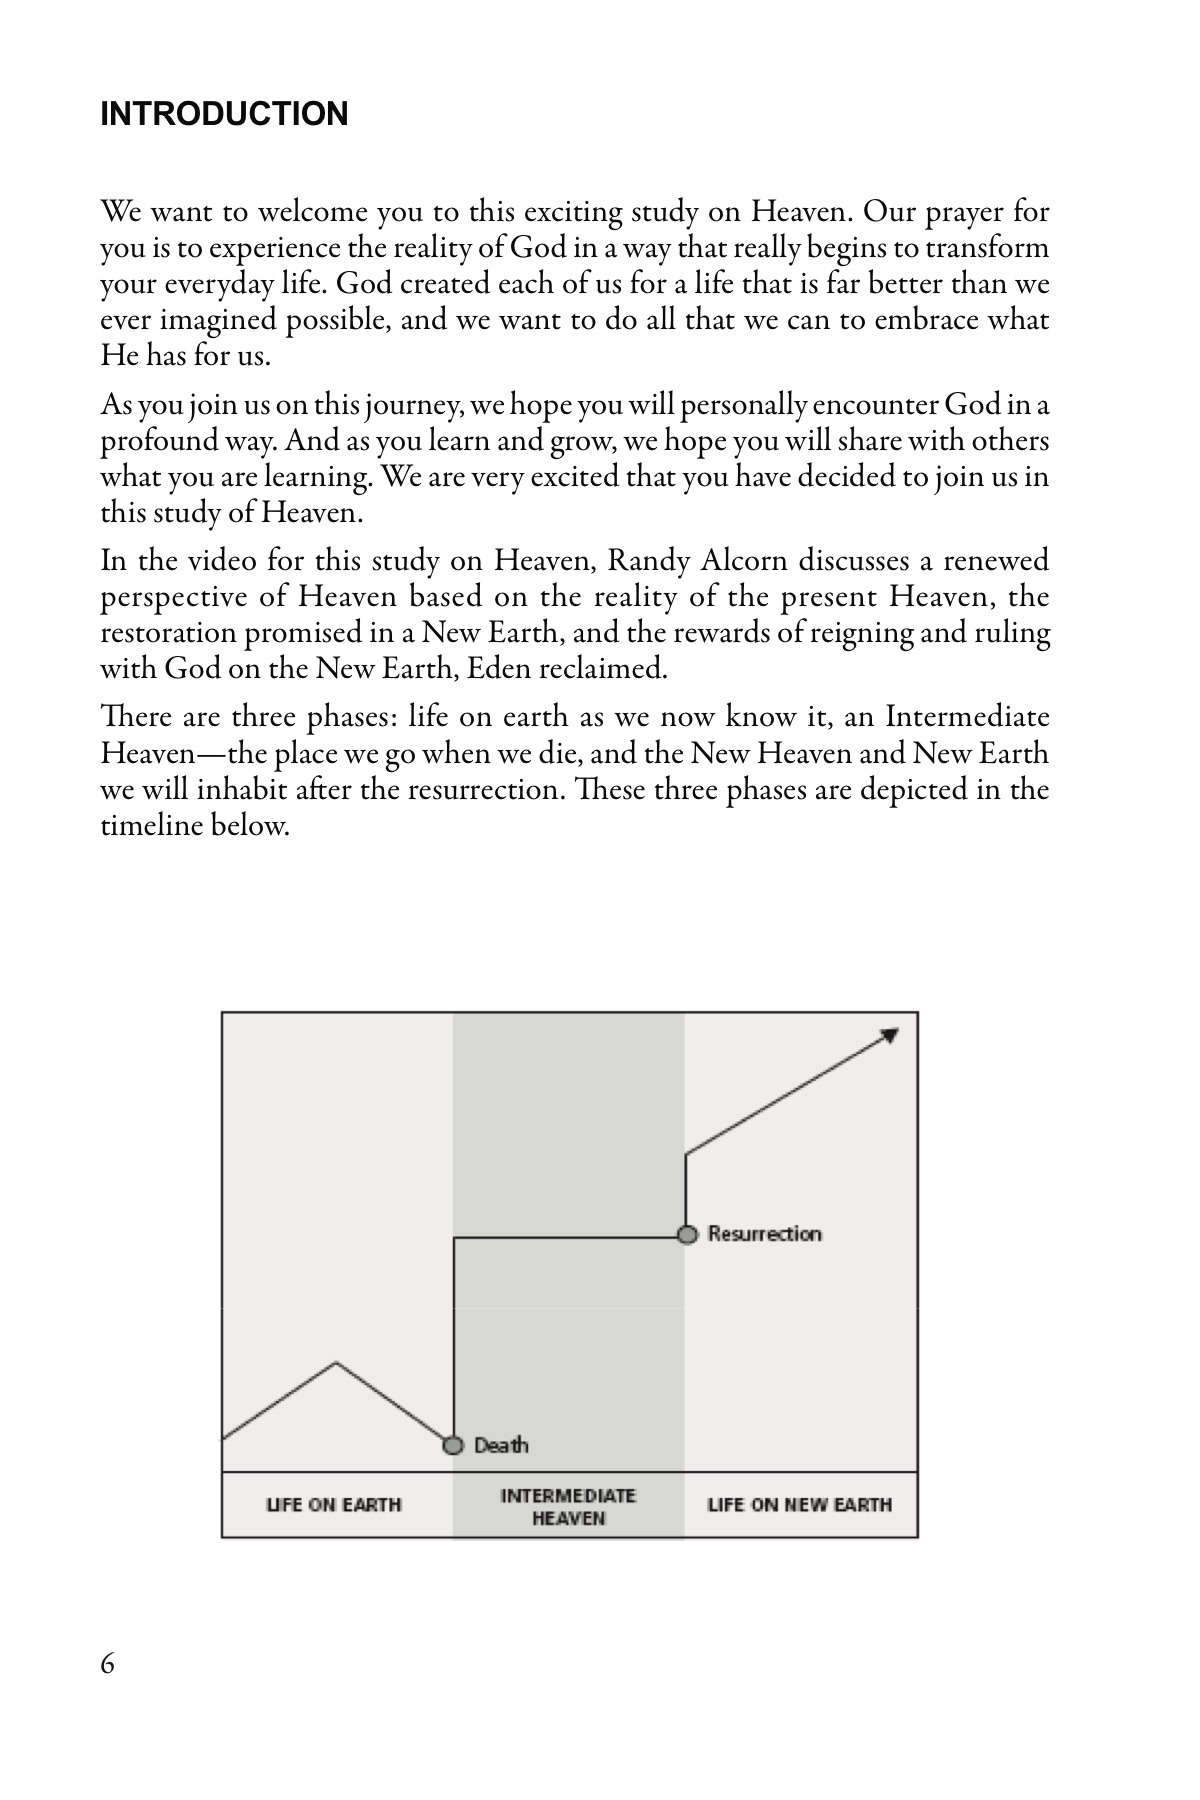 INTRODUCTION
We want to welcome you to this exciting study on Heaven. Our prayer for
you is to experience the reality of God in a way that really begins to transform
your everyday life. God created each of us for a life that is far better than we
ever imagined possible, and we want to do all that we can to embrace what
He has for us.
As you join us on this journey, we hope you will personally encounter God in a
profound way. And as you learn and grow, we hope you will share with others
what you are learning. We are very excited that you have decided to join us in
this study of Heaven.
In the video for this study on Heaven, Randy Alcorn discusses a renewed
perspective of Heaven based on the reality of the present Heaven, the
restoration promised in a New Earth, and the rewards of reigning and ruling
with God on the New Earth, Eden reclaimed.
There are three phases: life on earth as we now know it, an Intermediate
Heaven—the place we go when we die, and the New Heaven and New Earth
we will inhabit after the resurrection. These three phases are depicted in the
timeline below.
Resurrection
Death
LIFE ON EARTH
INTERMEDIATE
HEAVEN
LIFE ON NEW EARTH
6